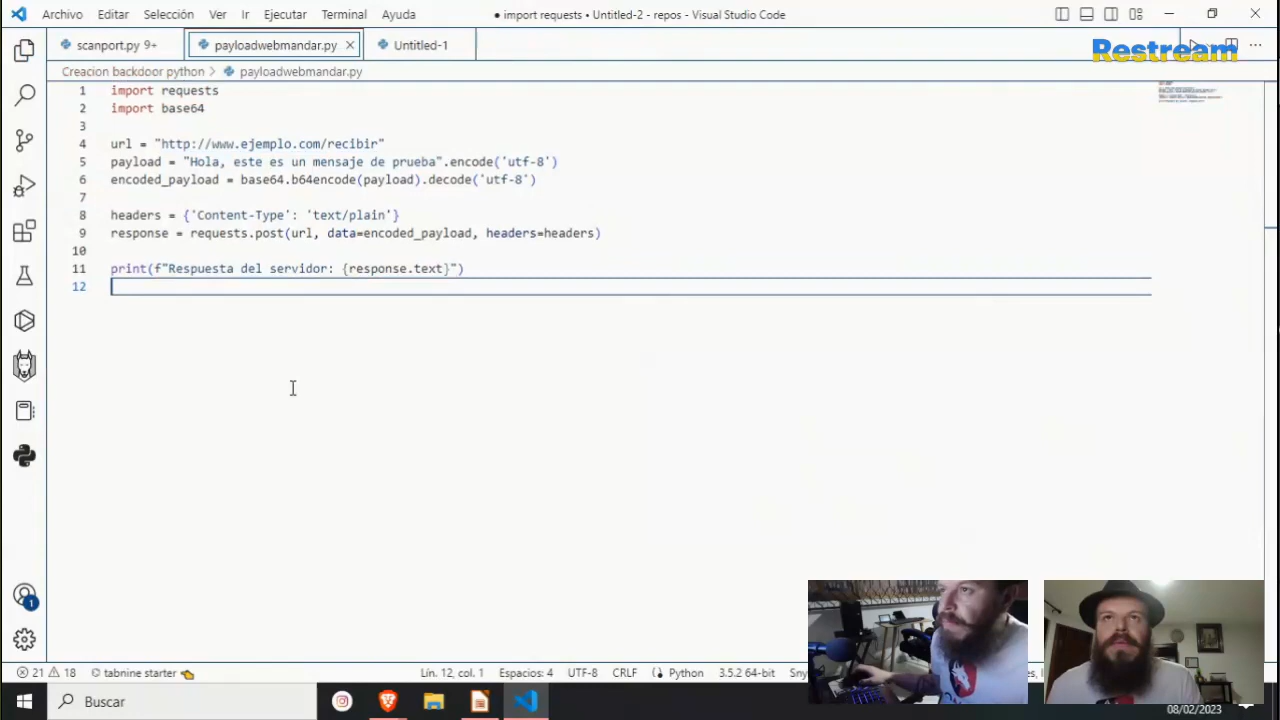 Archivo Editar Selección Ver Ir Ejecutar Terminal Ayuda
● import requests • Untitled-2 - repos - Visual Studio Code
scanport.py 9+
payloadwebmandar.py
Untitled-1
Restream
Creacion backdoor python > payloadwebmandar.py
1 import requests
2 import base64
3
4 url = "http://www.ejemplo.com/recibir"
5 payload = "Hola, este es un mensaje de prueba".encode('utf-8')
6 encoded_payload = base64.b64encode(payload).decode('utf-8')
7
8 headers = {'Content-Type': 'text/plain'}
9 response = requests.post(url, data=encoded_payload, headers=headers)
10
11 print(f"Respuesta del servidor: {response.text}")
12
1
21 18 tabnine starter Lín. 12, col. 1 Espacios: 4 UTF-8 CRLF Python 3.5.2 64-bit
Buscar
08/02/2023